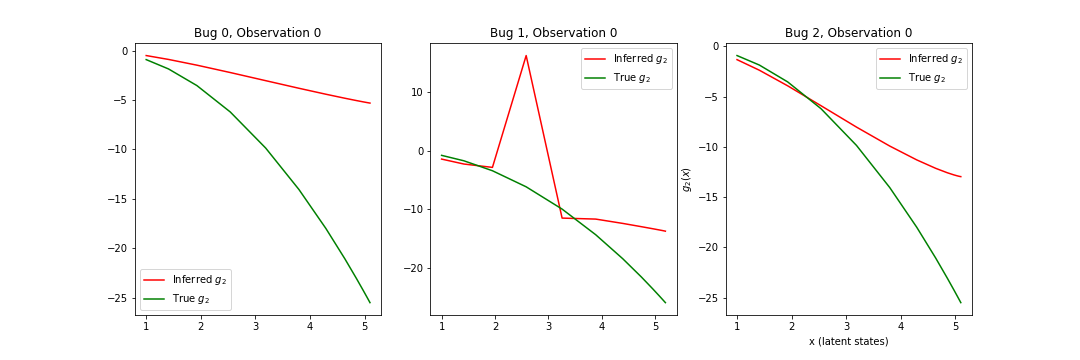 Bug 0, Observation 0
0
−5
−10
−15
−20
−25
1
2
3
4
5
Inferred g₂
True g₂
Bug 1, Observation 0
10
0
−10
−20
1
2
3
4
5
Inferred g₂
True g₂
Bug 2, Observation 0
g₂(x)
0
−5
−10
−15
−20
−25
1
2
3
4
5
x (latent states)
Inferred g₂
True g₂